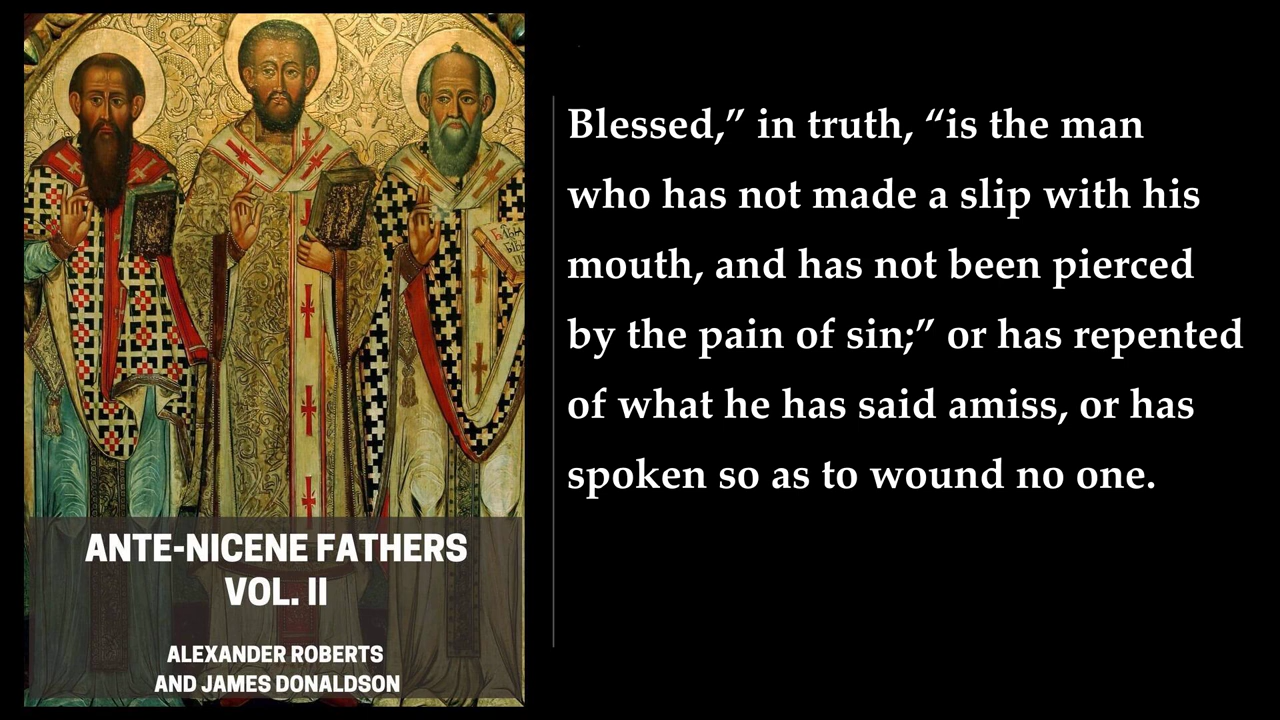 Blessed,” in truth, “is the man
who has not made a slip with his
mouth, and has not been pierced
by the pain of sin;” or has repented
of what he has said amiss, or has
spoken so as to wound no one.
ANTE-NICENE FATHERS
VOL. II
ALEXANDER ROBERTS
AND JAMES DONALDSON